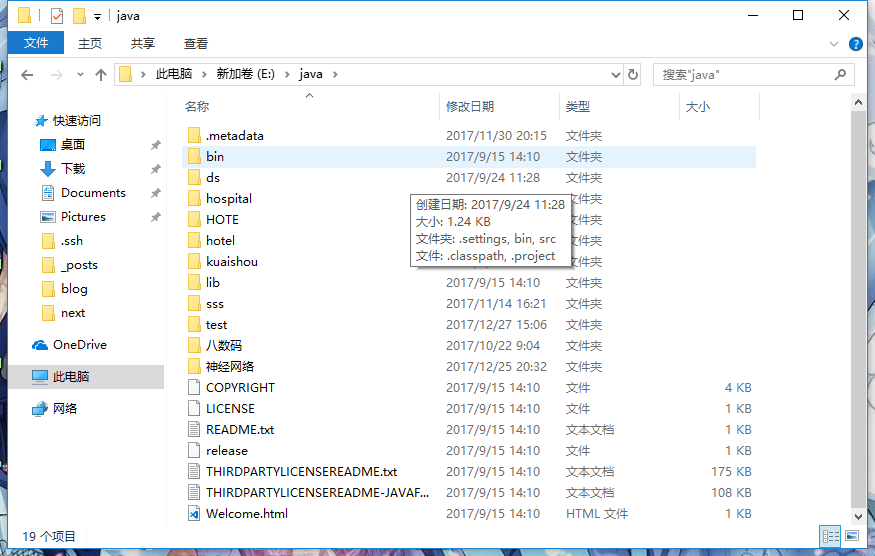 java
文件 主页 共享 查看
此电脑 新加卷 (E:) java 搜索"java"
名称 修改日期 类型 大小
快速访问
桌面
下载
Documents
Pictures
.ssh
_posts
blog
next
OneDrive
此电脑
网络
.metadata 2017/11/30 20:15 文件夹
bin 2017/9/15 14:10 文件夹
ds 2017/9/24 11:28 文件夹
hospital 文件夹
HOTE 文件夹
hotel 文件夹
kuaishou 文件夹
创建日期: 2017/9/24 11:28
大小: 1.24 KB
文件夹: .settings, bin, src
文件: .classpath, .project
lib 2017/9/15 14:10 文件夹
sss 2017/11/14 16:21 文件夹
test 2017/12/27 15:06 文件夹
八数码 2017/10/22 9:04 文件夹
神经网络 2017/12/25 20:32 文件夹
COPYRIGHT 2017/9/15 14:10 文件 4 KB
LICENSE 2017/9/15 14:10 文件 1 KB
README.txt 2017/9/15 14:10 文本文档 1 KB
release 2017/9/15 14:10 文件 1 KB
THIRDPARTYLICENSEREADME.txt 2017/9/15 14:10 文本文档 175 KB
THIRDPARTYLICENSEREADME-JAVAF... 2017/9/15 14:10 文本文档 108 KB
Welcome.html 2017/9/15 14:10 HTML 文件 1 KB
19 个项目